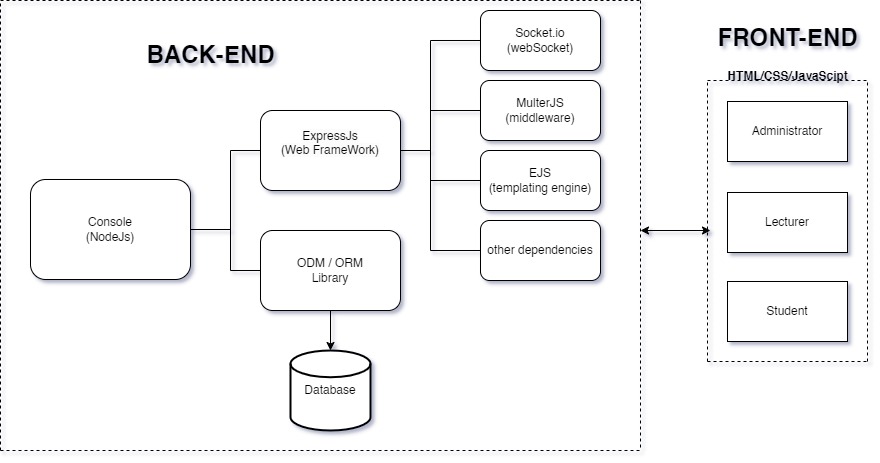 BACK-END
Console
(NodeJs)
ExpressJs
(Web FrameWork)
ODM / ORM
Library
Database
Socket.io
(webSocket)
MulterJS
(middleware)
EJS
(templating engine)
other dependencies
FRONT-END
HTML/CSS/JavaScipt
Administrator
Lecturer
Student